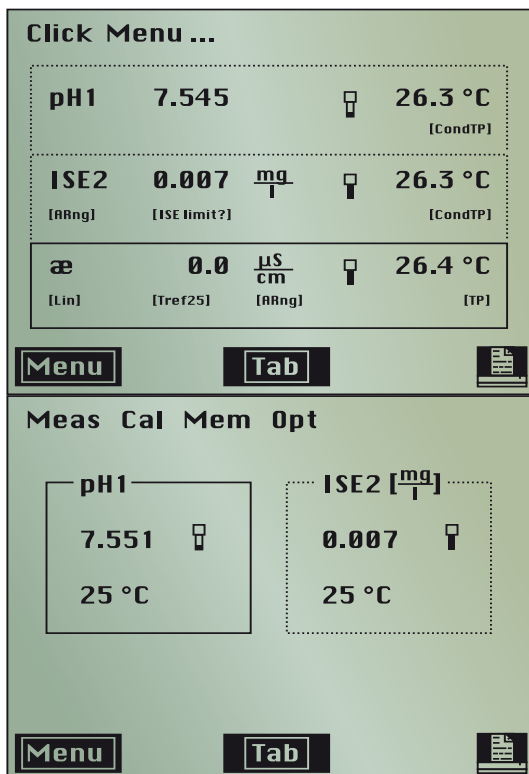 Click Menu ...
pH1 7.545 26.3 °C
[CondTP]
ISE2 0.007 mg/l 26.3 °C
[ARng] [ISE limit?] [CondTP]
æ 0.0 µS/cm 26.4 °C
[Lin] [Tref25] [ARng] [TP]
Menu Tab
Meas Cal Mem Opt
pH1 ISE2 [mg/l]
7.551 0.007
25 °C 25 °C
Menu Tab